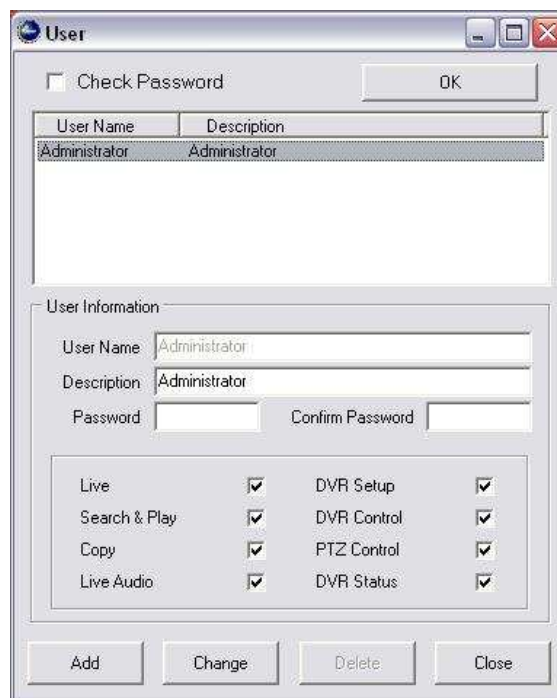 User
Check Password OK
User Name Description
Administrator Administrator
User Information
User Name Administrator
Description Administrator
Password Confirm Password
Live DVR Setup
Search & Play DVR Control
Copy PTZ Control
Live Audio DVR Status
Add Change Delete Close